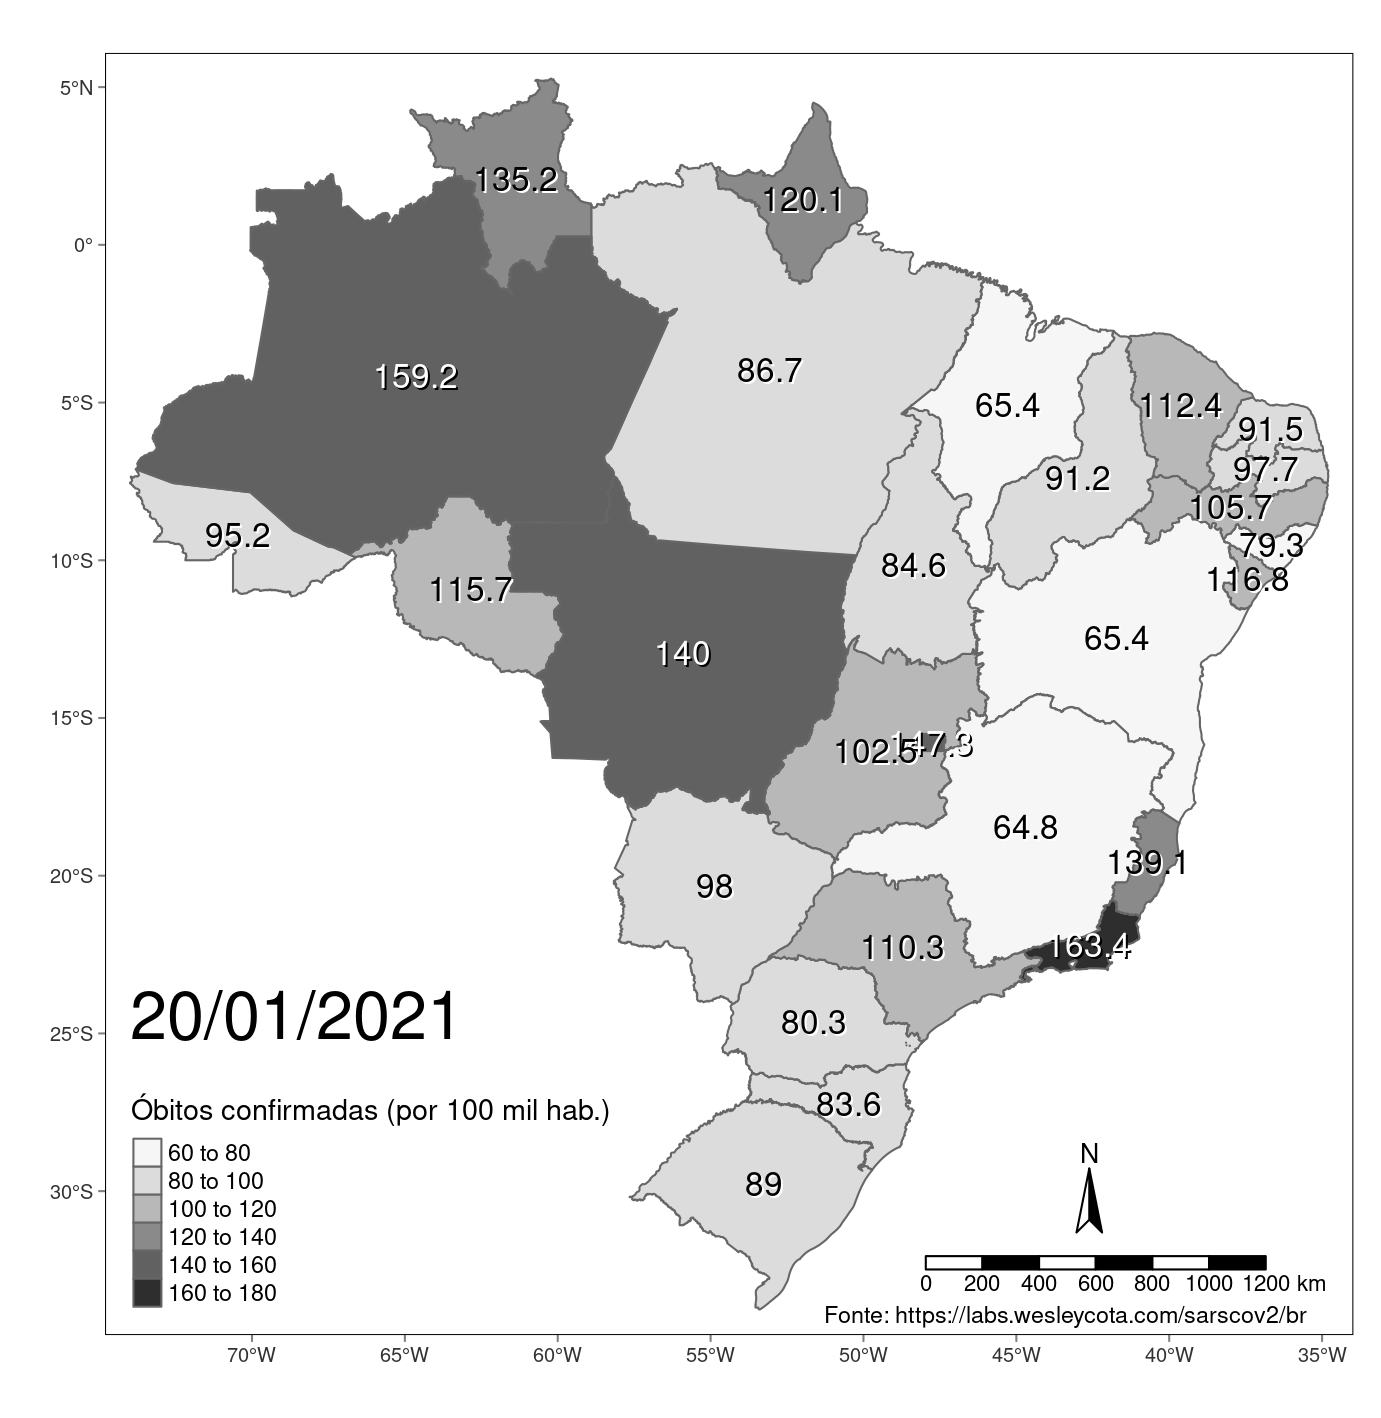 5°N
0°
5°S
10°S
15°S
20°S
25°S
30°S
135.2
120.1
159.2
86.7
65.4
112.4
91.5
97.7
91.2
105.7
79.3
116.8
95.2
115.7
84.6
65.4
140
102.5
147.3
64.8
139.1
98
110.3
163.4
80.3
83.6
89
20/01/2021
Óbitos confirmadas (por 100 mil hab.)
60 to 80
80 to 100
100 to 120
120 to 140
140 to 160
160 to 180
N
0 200 400 600 800 1000 1200 km
Fonte: https://labs.wesleycota.com/sarscov2/br
70°W 65°W 60°W 55°W 50°W 45°W 40°W 35°W